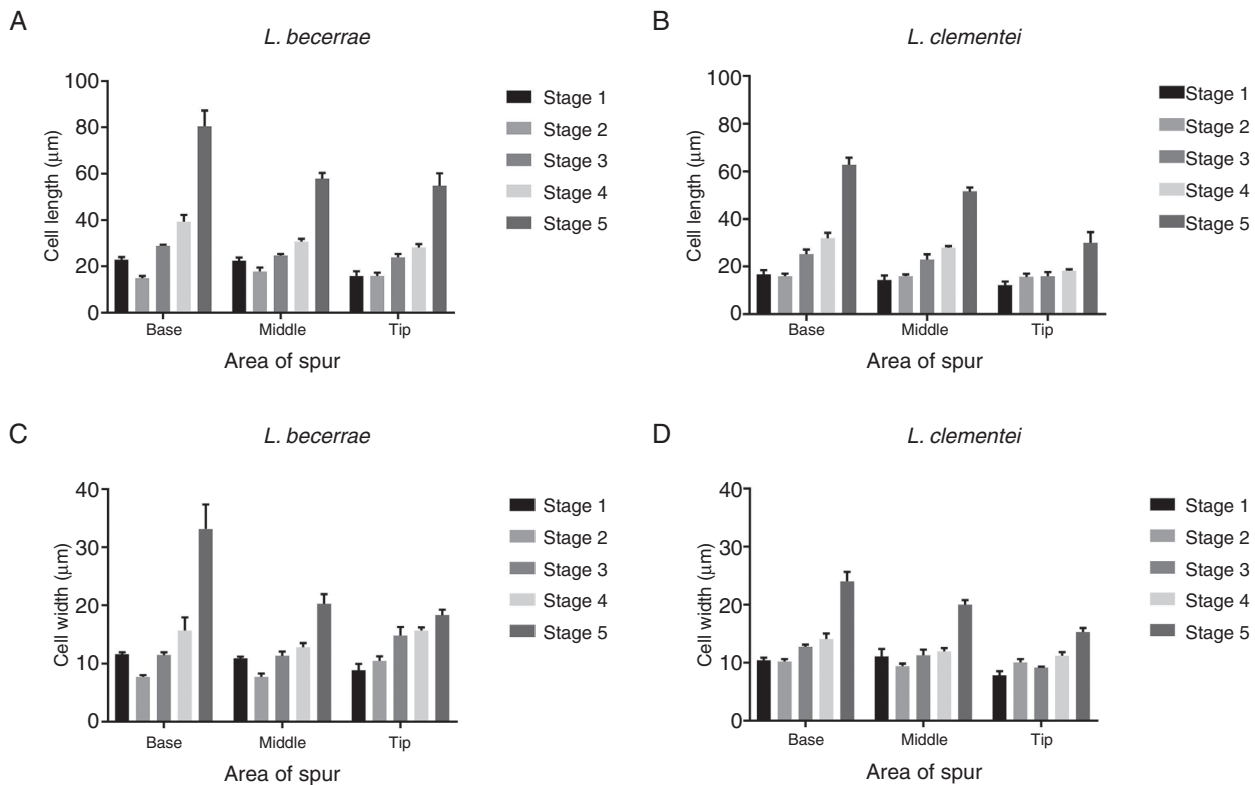 A
L. becerrae
Cell length (μm)
100
80
60
40
20
0
Base
Middle
Tip
Area of spur
Stage 1
Stage 2
Stage 3
Stage 4
Stage 5
B
L. clementei
Cell length (μm)
100
80
60
40
20
0
Base
Middle
Tip
Area of spur
Stage 1
Stage 2
Stage 3
Stage 4
Stage 5
C
L. becerrae
Cell width (μm)
40
30
20
10
0
Base
Middle
Tip
Area of spur
Stage 1
Stage 2
Stage 3
Stage 4
Stage 5
D
L. clementei
Cell width (μm)
40
30
20
10
0
Base
Middle
Tip
Area of spur
Stage 1
Stage 2
Stage 3
Stage 4
Stage 5